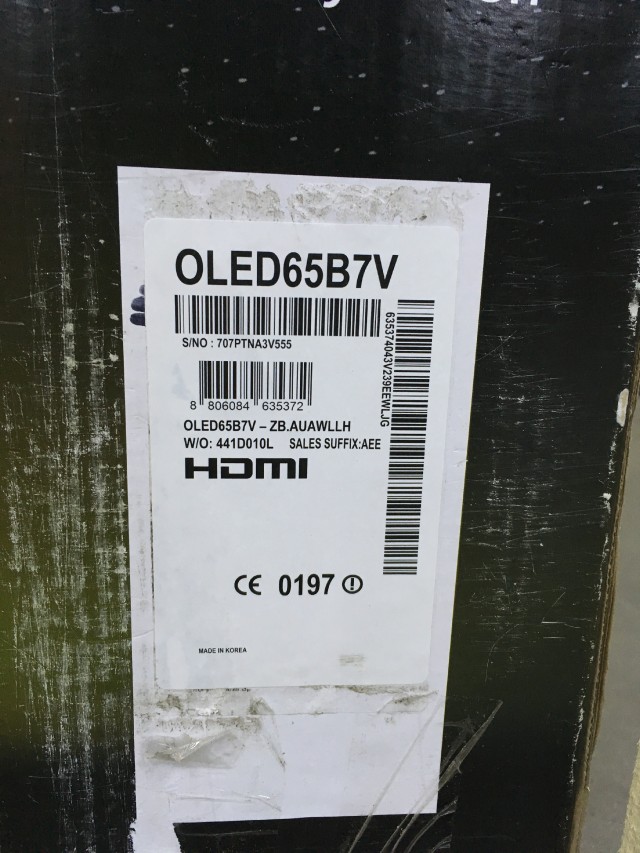 OLED65B7V
S/NO : 707PTNA3V555
635374043V239EEWLJG
8 806084 635372
OLED65B7V – ZB.AUAWLLH
W/O: 441D010L SALES SUFFIX:AEE
HDMI
CE 0197
MADE IN KOREA